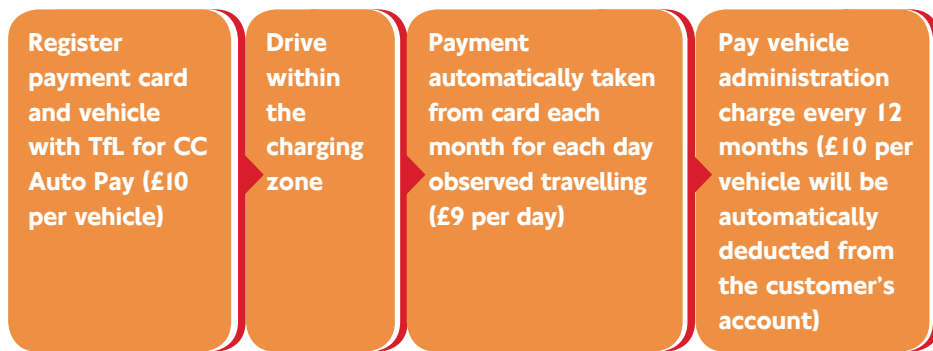 Register
payment card
and vehicle
with TfL for CC
Auto Pay (£10
per vehicle)
Drive
within
the
charging
zone
Payment
automatically taken
from card each
month for each day
observed travelling
(£9 per day)
Pay vehicle
administration
charge every 12
months (£10 per
vehicle will be
automatically
deducted from
the customer’s
account)